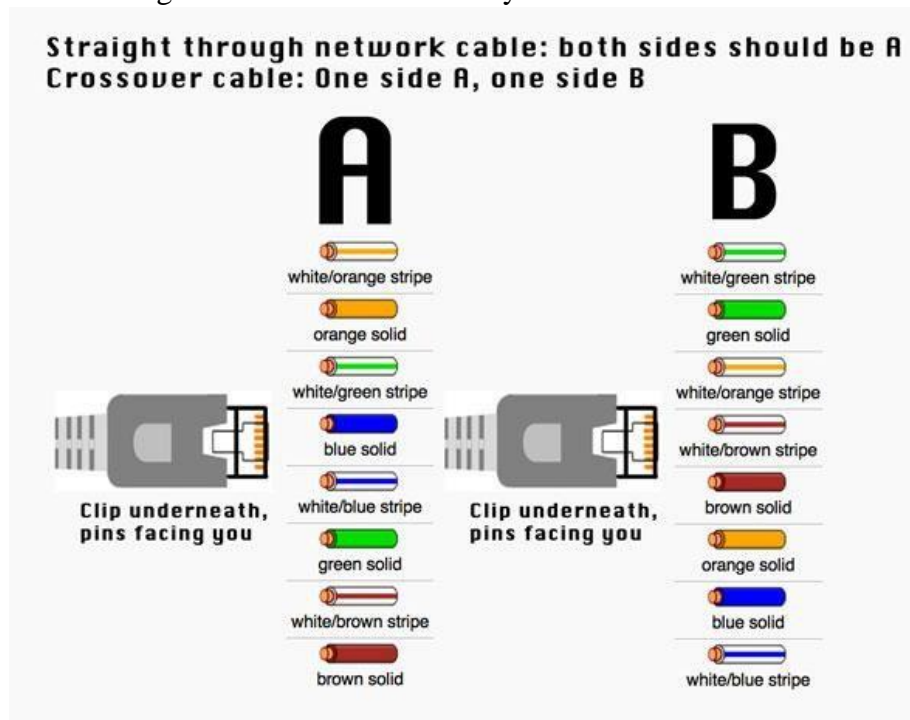 Straight through network cable: both sides should be A
Crossover cable: One side A, one side B
A
white/orange stripe
orange solid
white/green stripe
blue solid
white/blue stripe
green solid
white/brown stripe
brown solid
Clip underneath,
pins facing you
B
white/green stripe
green solid
white/orange stripe
white/brown stripe
brown solid
orange solid
blue solid
white/blue stripe
Clip underneath,
pins facing you